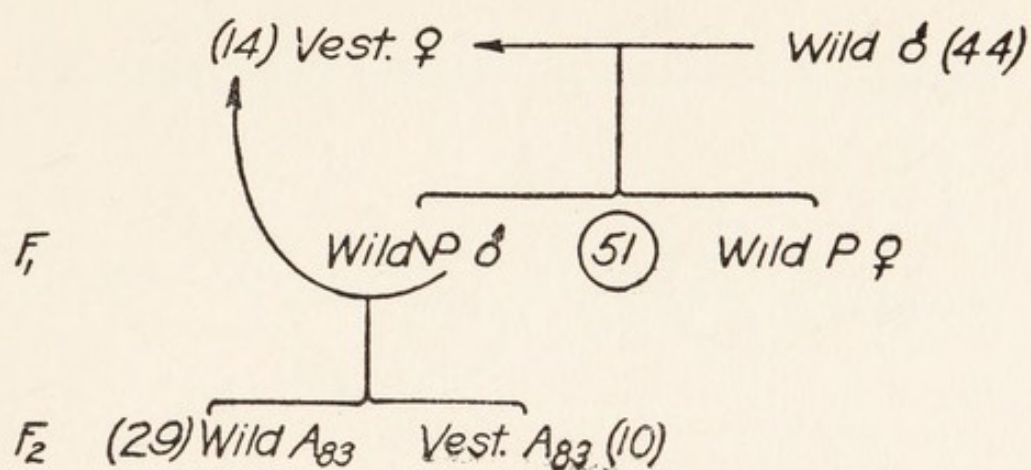 (14) Vest. ♀ Wild ♂ (44)
F₁ Wild P ♂ 51 Wild P ♀
F₂ (29) Wild A₈₃ Vest. A₈₃ (10)